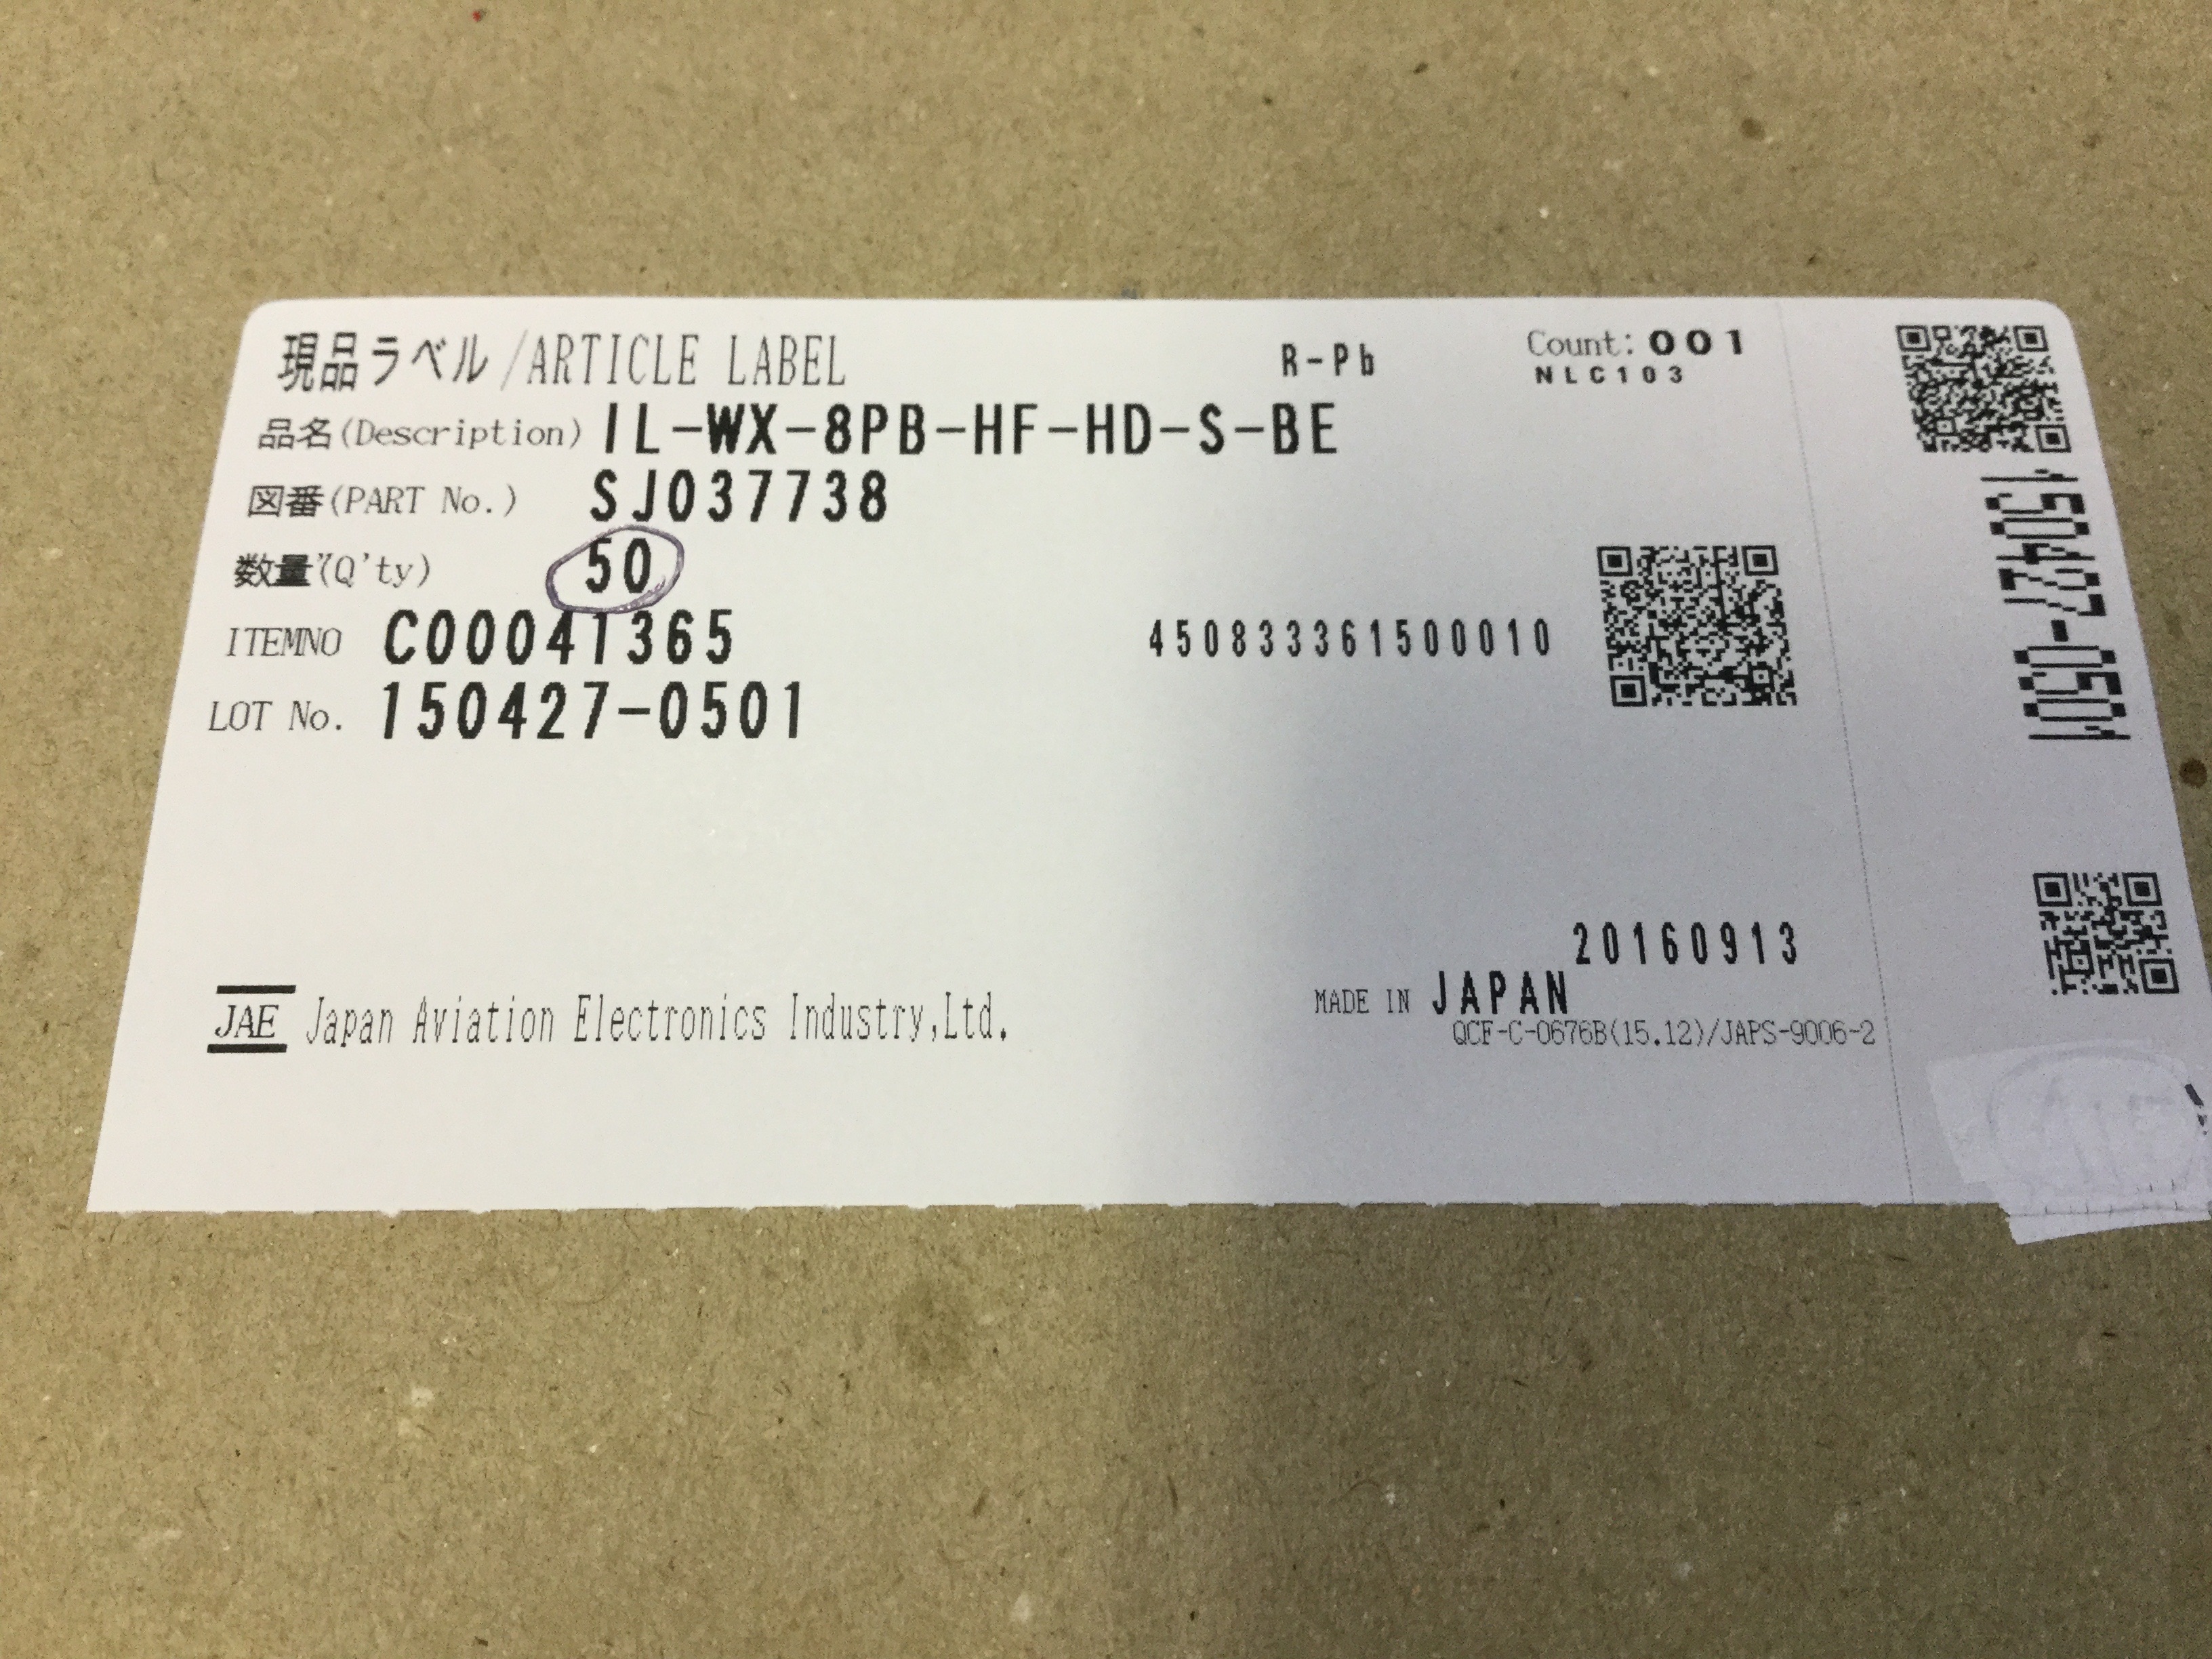 現品ラベル/ARTICLE LABEL
R-Pb
Count:001
NLC103
品名(Description) IL-WX-8PB-HF-HD-S-BE
図番(PART No.) SJ037738
数量(Q'ty) 50
ITEMNO C00041365
450833361500010
LOT No. 150427-0501
150427-0501
20160913
MADE IN JAPAN
QCF-C-0676B(15.12)/JAPS-9006-2
JAE Japan Aviation Electronics Industry,Ltd.